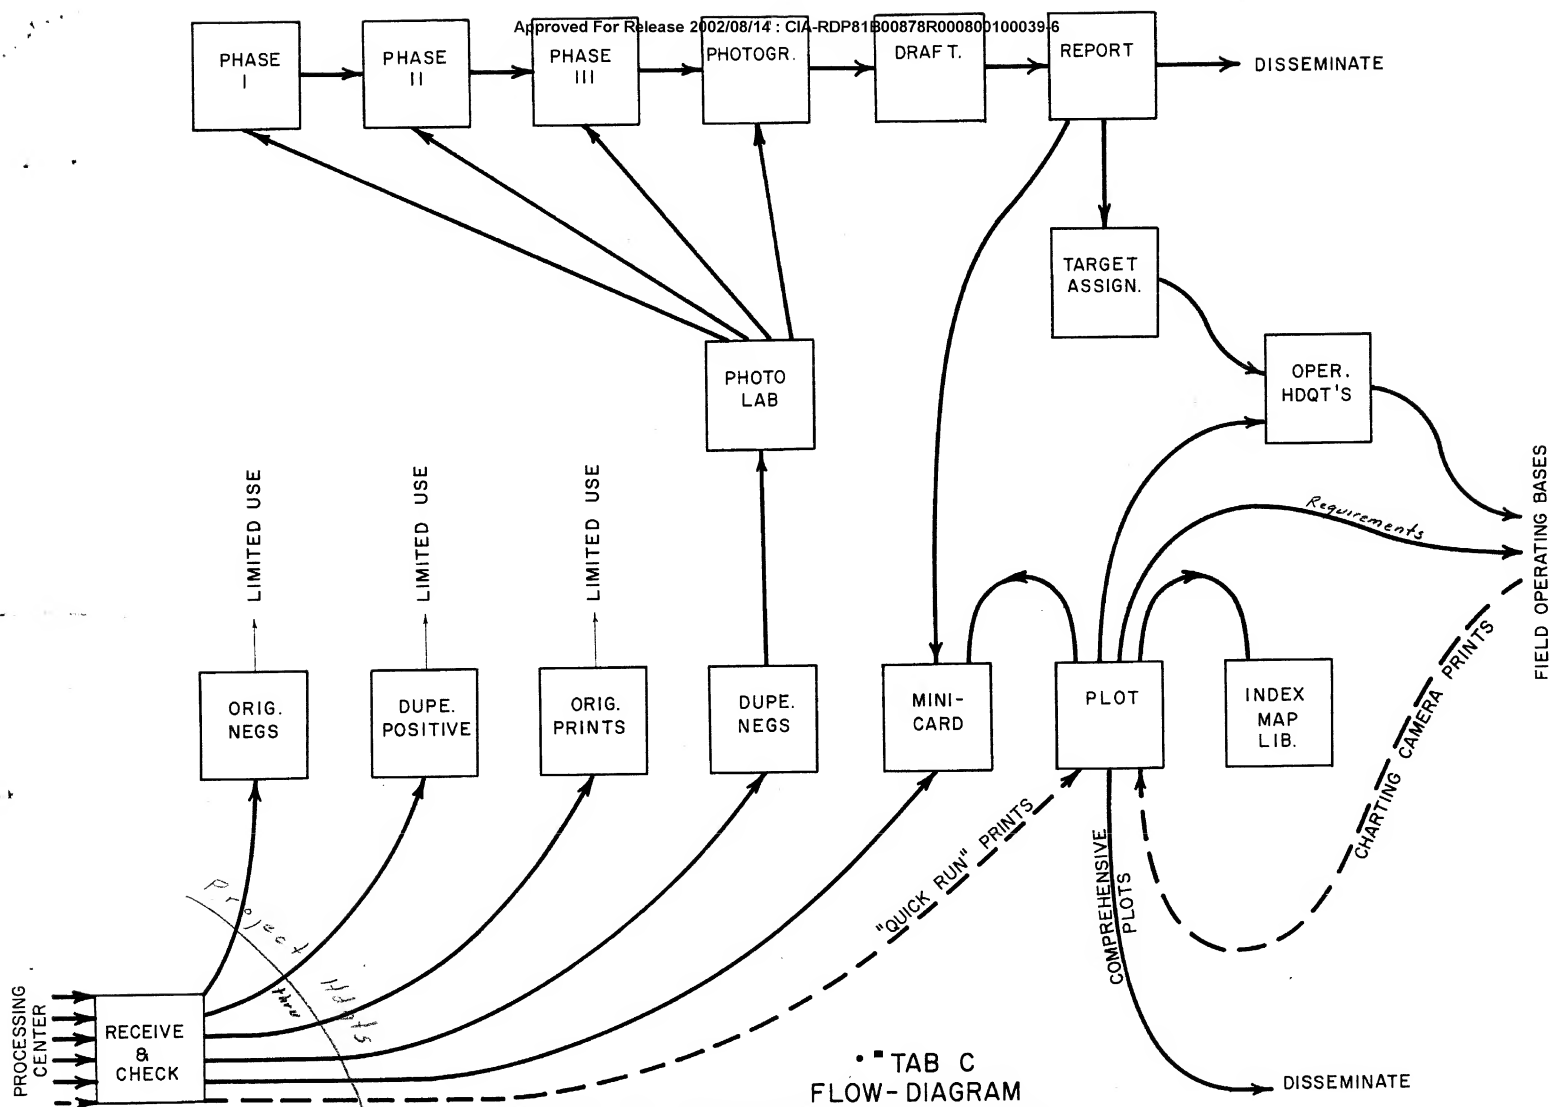 Approved For Release 2002/08/14 : CIA-RDP81B00878R000800100039-6
PHASE
I
PHASE
II
PHASE
III
PHOTOGR.
DRAFT.
REPORT
DISSEMINATE
TARGET
ASSIGN.
OPER.
HDQT'S
PHOTO
LAB
LIMITED USE
LIMITED USE
LIMITED USE
Requirements
FIELD OPERATING BASES
CHARTING CAMERA PRINTS
ORIG.
NEGS
DUPE.
POSITIVE
ORIG.
PRINTS
DUPE.
NEGS
MINI-
CARD
PLOT
INDEX
MAP
LIB.
"QUICK RUN" PRINTS
COMPREHENSIVE
PLOTS
Project Hdqts
thru
PROCESSING
CENTER
RECEIVE
&
CHECK
TAB C
FLOW-DIAGRAM
DISSEMINATE